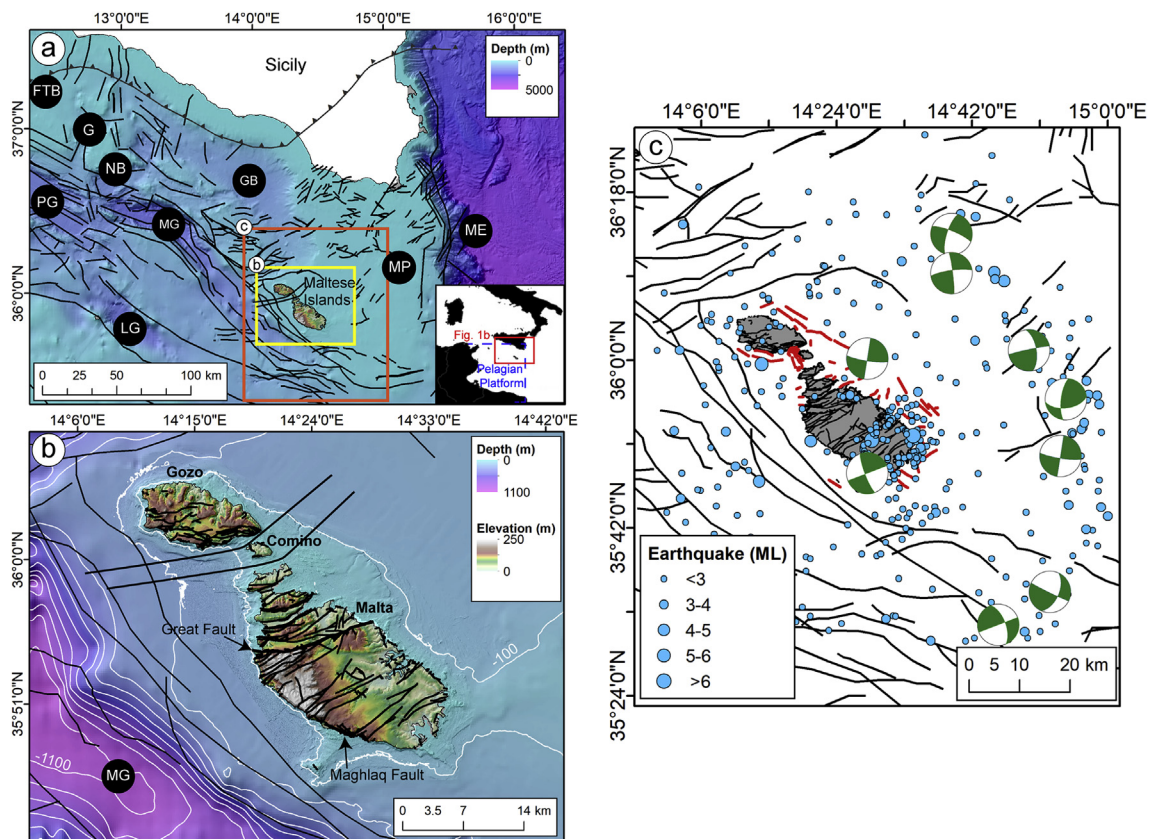 13°0'0"E 14°0'0"E 15°0'0"E 16°0'0"E
a
Sicily
Depth (m)
0
5000
FTB
G
NB
GB
PG
MG
ME
c
b
MP
Maltese
Islands
LG
37°0'0"N
36°0'0"N
Fig. 1b
Pelagian
Platform
0 25 50 100 km
14°6'0"E 14°15'0"E 14°24'0"E 14°33'0"E 14°42'0"E
b
Gozo
Comino
Malta
Great Fault
Maghlaq Fault
Depth (m)
0
1100
Elevation (m)
250
0
-100
-1100
MG
36°0'0"N
35°51'0"N
0 3.5 7 14 km
14°6'0"E 14°24'0"E 14°42'0"E 15°0'0"E
c
36°18'0"N
36°0'0"N
35°42'0"N
35°24'0"N
Earthquake (ML)
<3
3-4
4-5
5-6
>6
0 5 10 20 km